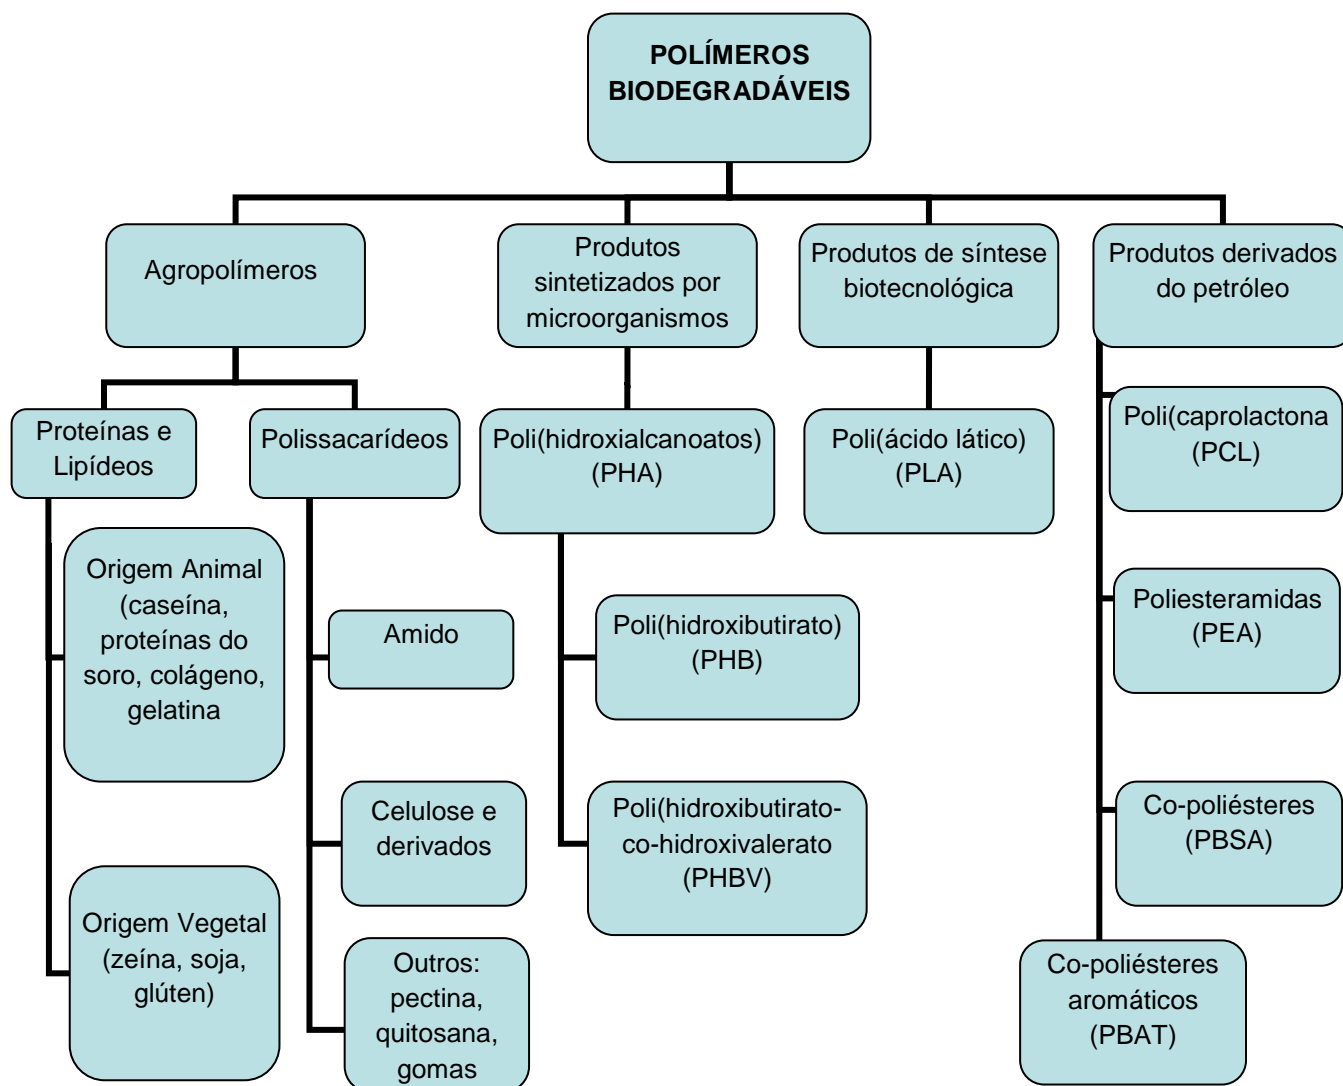 POLÍMEROS
BIODEGRADÁVEIS
Agropolímeros
Produtos
sintetizados por
microorganismos
Produtos de síntese
biotecnológica
Produtos derivados
do petróleo
Proteínas e
Lipídeos
Polissacarídeos
Poli(hidroxialcanoatos)
(PHA)
Poli(ácido lático)
(PLA)
Poli(caprolactona
(PCL)
Origem Animal
(caseína,
proteínas do
soro, colágeno,
gelatina
Amido
Poli(hidroxibutirato)
(PHB)
Poliesteramidas
(PEA)
Origem Vegetal
(zeína, soja,
glúten)
Celulose e
derivados
Poli(hidroxibutirato-
co-hidroxivalerato
(PHBV)
Co-poliésteres
(PBSA)
Outros:
pectina,
quitosana,
gomas
Co-poliésteres
aromáticos
(PBAT)